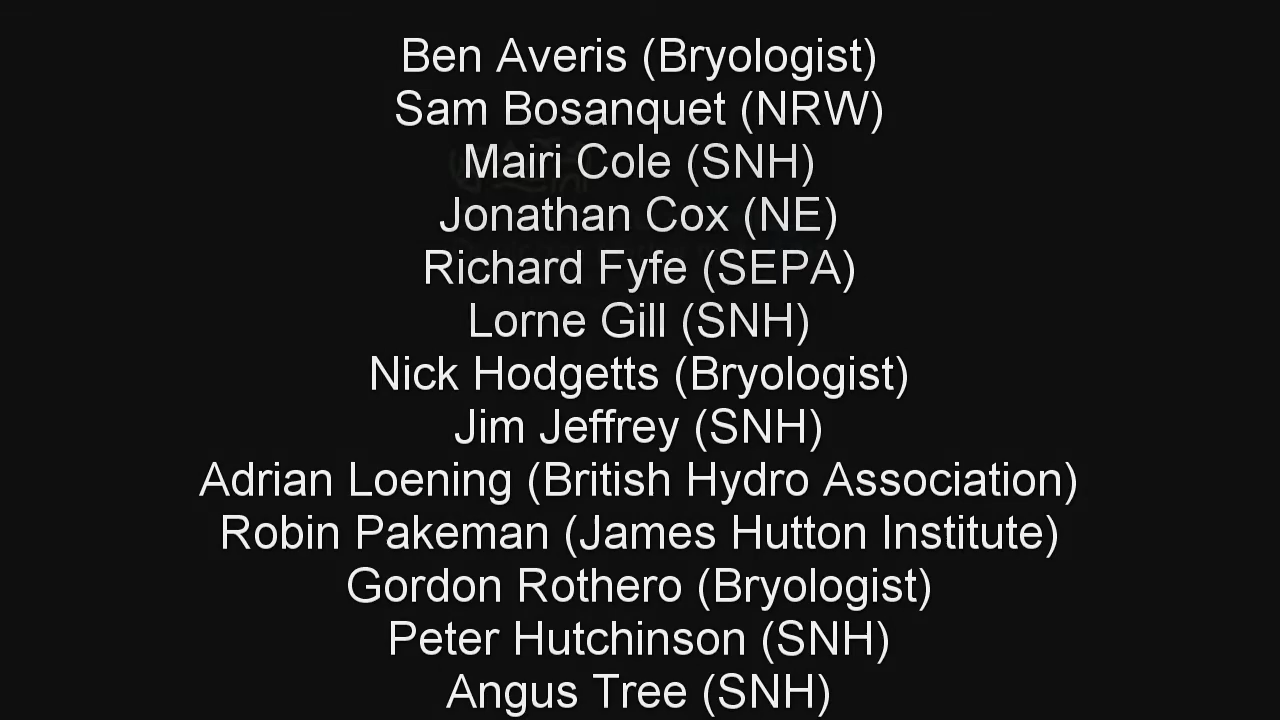 Ben Averis (Bryologist)
Sam Bosanquet (NRW)
Mairi Cole (SNH)
Jonathan Cox (NE)
Richard Fyfe (SEPA)
Lorne Gill (SNH)
Nick Hodgetts (Bryologist)
Jim Jeffrey (SNH)
Adrian Loening (British Hydro Association)
Robin Pakeman (James Hutton Institute)
Gordon Rothero (Bryologist)
Peter Hutchinson (SNH)
Angus Tree (SNH)